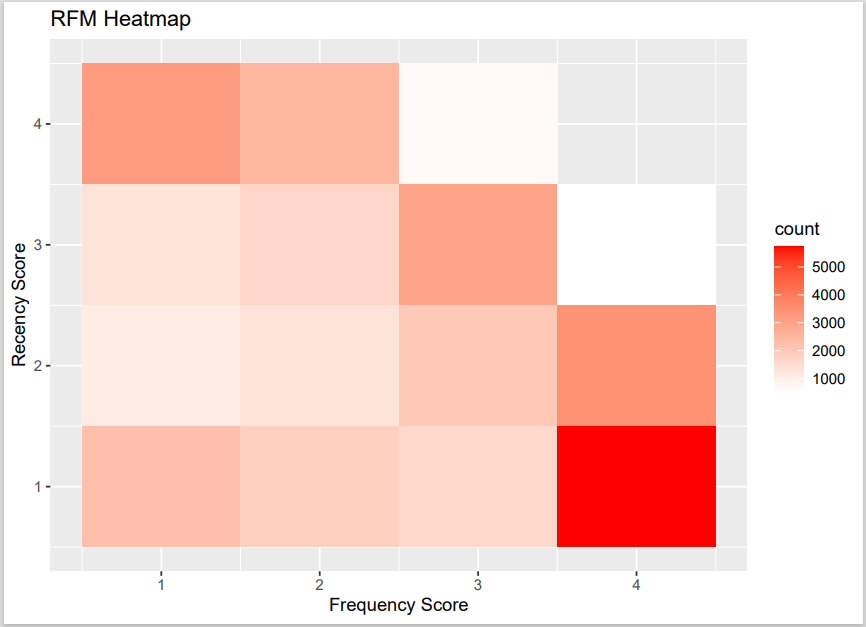 RFM Heatmap
4
3
2
1
Recency Score
1 2 3 4
Frequency Score
count
5000
4000
3000
2000
1000